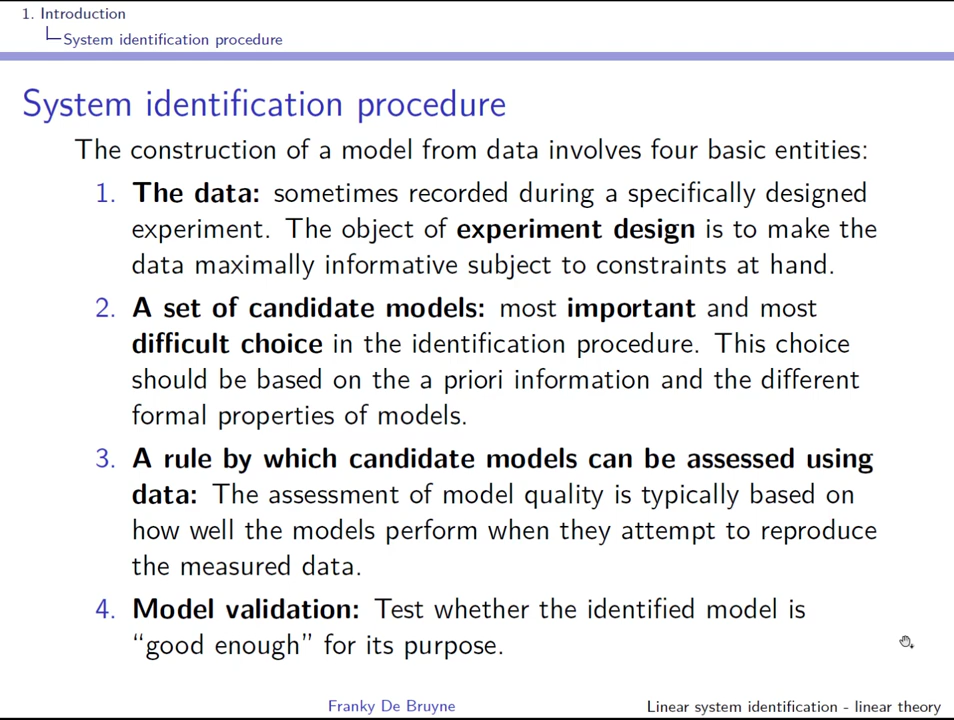 1. Introduction
System identification procedure
System identification procedure
The construction of a model from data involves four basic entities:
1. The data: sometimes recorded during a specifically designed
experiment. The object of experiment design is to make the
data maximally informative subject to constraints at hand.
2. A set of candidate models: most important and most
difficult choice in the identification procedure. This choice
should be based on the a priori information and the different
formal properties of models.
3. A rule by which candidate models can be assessed using
data: The assessment of model quality is typically based on
how well the models perform when they attempt to reproduce
the measured data.
4. Model validation: Test whether the identified model is
“good enough” for its purpose.
Franky De Bruyne Linear system identification - linear theory